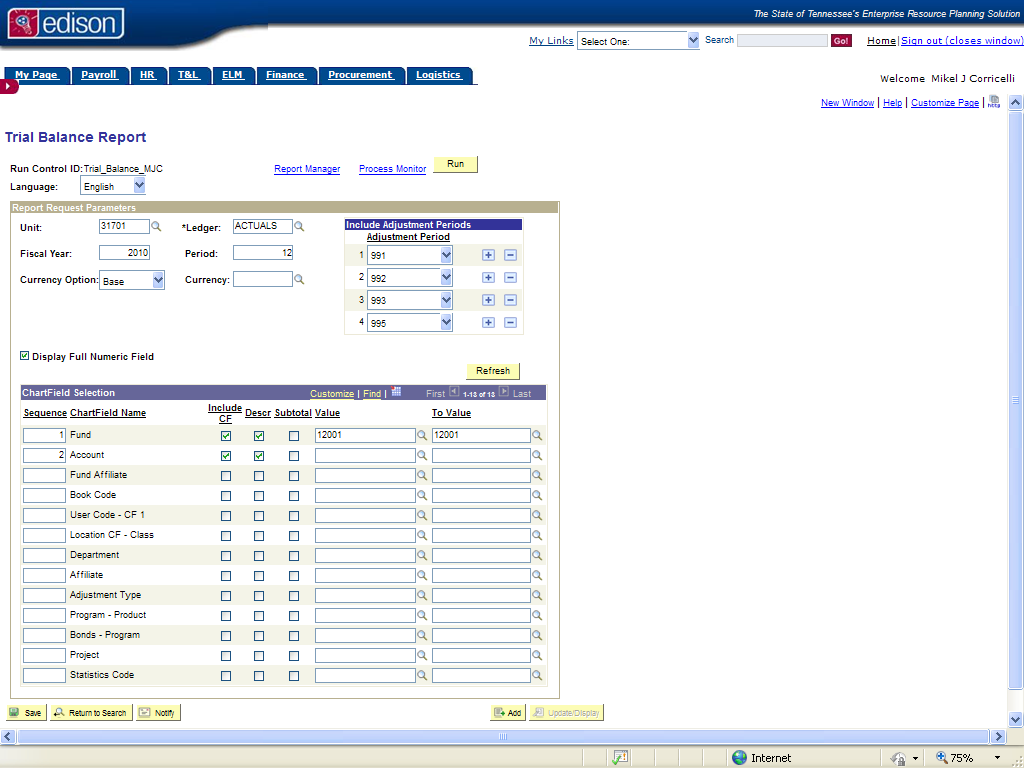 edison
The State of Tennessee's Enterprise Resource Planning Solution
My Links Select One: Search Go! Home | Sign out (closes window)
My Page Payroll HR T&L ELM Finance Procurement Logistics
Welcome Mikel J Corricelli
New Window | Help | Customize Page | http
Trial Balance Report
Run Control ID: Trial_Balance_MJC Report Manager Process Monitor Run
Language: English
Report Request Parameters
Unit: 31701 *Ledger: ACTUALS
Fiscal Year: 2010 Period: 12
Currency Option: Base Currency:
Include Adjustment Periods
Adjustment Period
1 991
2 992
3 993
4 995
Display Full Numeric Field
Refresh
ChartField Selection Customize | Find | First 1-18 of 18 Last
Sequence ChartField Name Include CF Descr Subtotal Value To Value
1 Fund 12001 12001
2 Account
Fund Affiliate
Book Code
User Code - CF 1
Location CF - Class
Department
Affiliate
Adjustment Type
Program - Product
Bonds - Program
Project
Statistics Code
Save Return to Search Notify Add Update/Display
Internet 75%